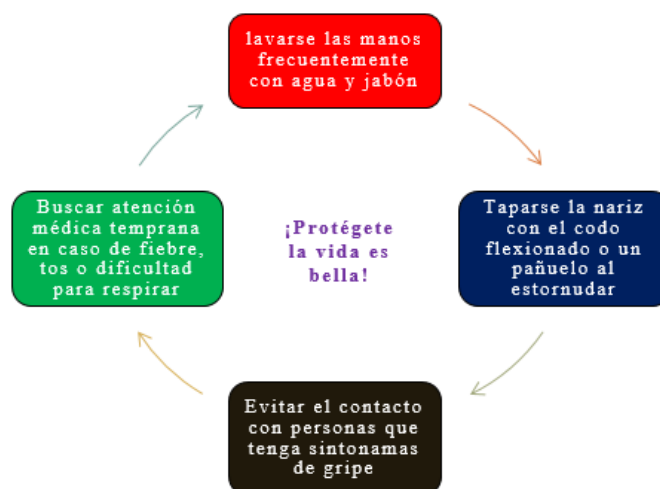 lavarse las manos
frecuentemente
con agua y jabón
Taparse la nariz
con el codo
flexionado o un
pañuelo al
estornudar
Evitar el contacto
con personas que
tenga sintonamas
de gripe
Buscar atención
médica temprana
en caso de fiebre,
tos o dificultad
para respirar
¡Protégete
la vida es
bella!